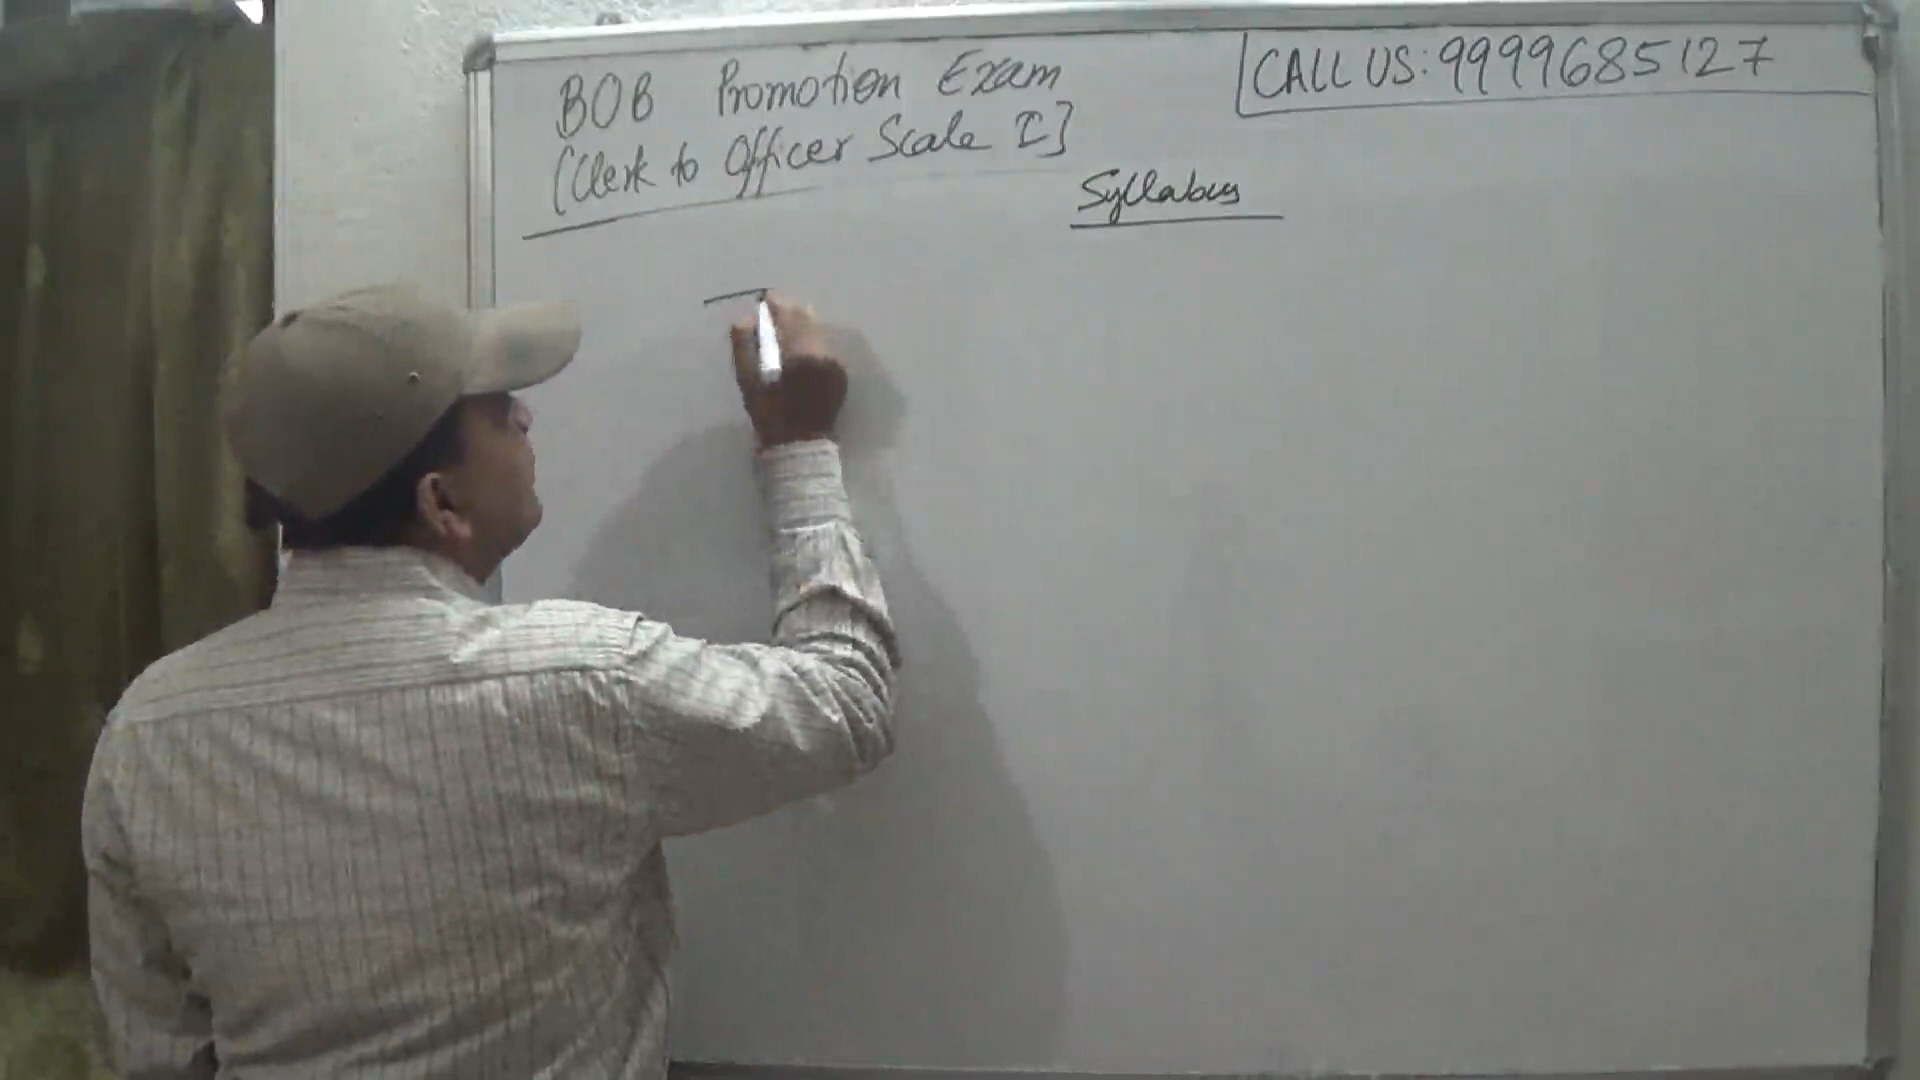 BOB Promotion Exam
[Clerk to Officer Scale I]
CALL US: 9999685127
Syllabus